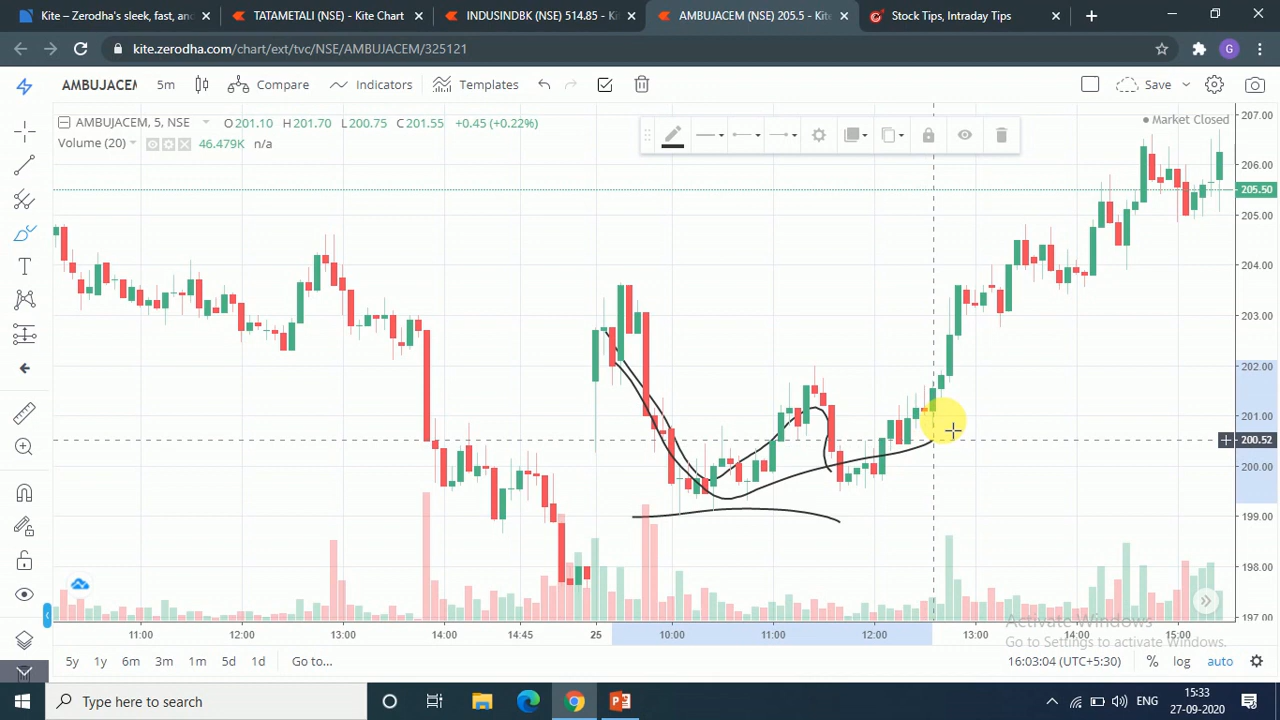 Kite – Zerodha's sleek, fast, and
TATAMETALI (NSE) - Kite Chart
INDUSINDBK (NSE) 514.85 - Kite
AMBUJACEM (NSE) 205.5 - Kite
Stock Tips, Intraday Tips
kite.zerodha.com/chart/ext/tvc/NSE/AMBUJACEM/325121
G
AMBUJACEM
5m
Compare
Indicators
Templates
Save
AMBUJACEM, 5, NSE
O201.10 H201.70 L200.75 C201.55 +0.45 (+0.22%)
Volume (20)
46.479K n/a
Market Closed
207.00
206.00
205.50
205.00
204.00
203.00
202.00
201.00
200.52
200.00
199.00
198.00
197.00
11:00 12:00 13:00 14:00 14:45 25 10:00 11:00 12:00 13:00 14:00 15:00
Activate Windows
Go to Settings to activate Windows.
5y 1y 6m 3m 1m 5d 1d Go to...
16:03:04 (UTC+5:30) % log auto
Type here to search
ENG
15:33
27-09-2020